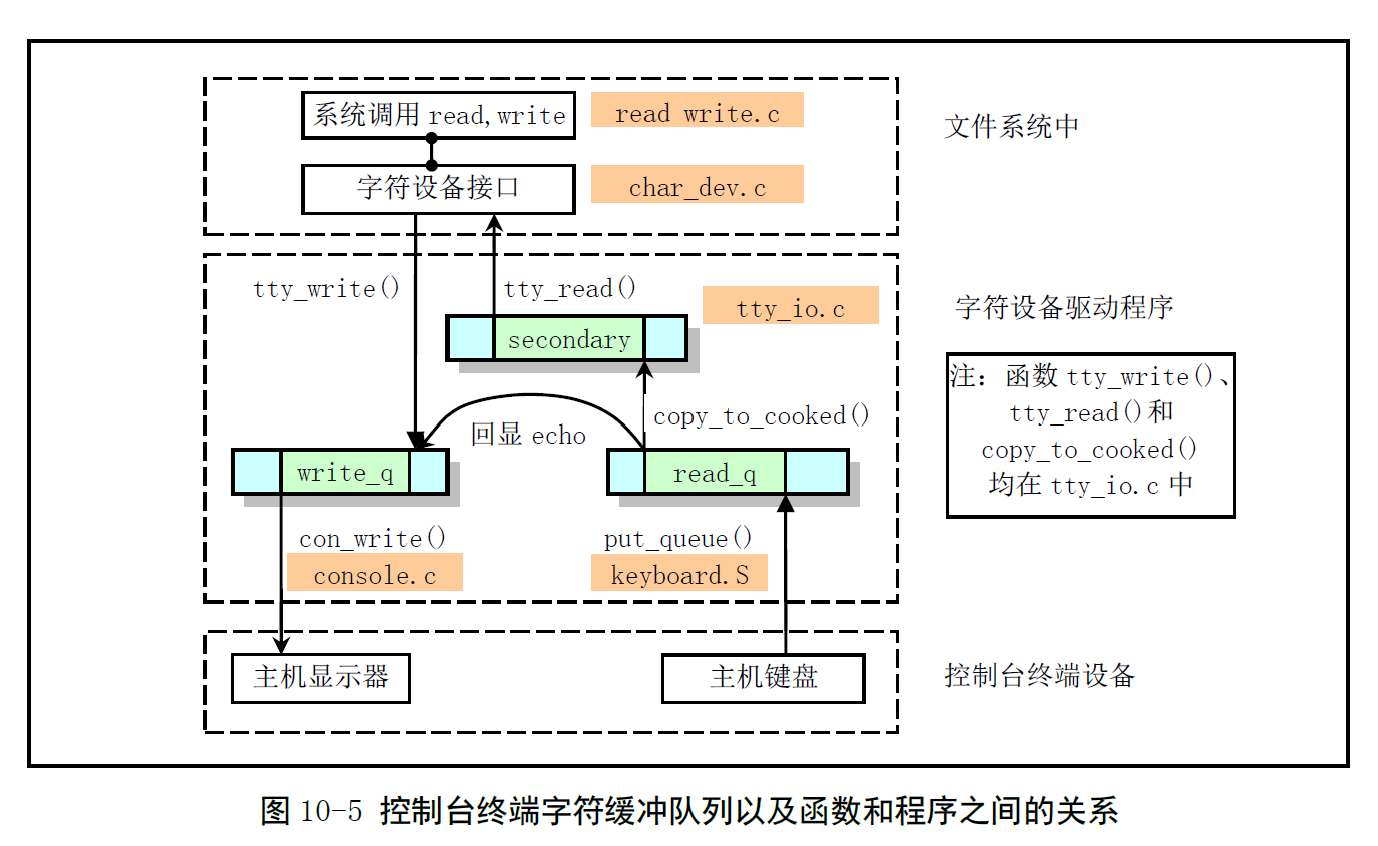 系统调用 read,write
read write.c
文件系统中
字符设备接口
char_dev.c
tty_write()
tty_read()
tty_io.c
字符设备驱动程序
secondary
注：函数 tty_write()、
tty_read()和
copy_to_cooked()
均在 tty_io.c 中
copy_to_cooked()
回显 echo
write_q
read_q
con_write()
console.c
put_queue()
keyboard.S
主机显示器
主机键盘
控制台终端设备
图 10-5 控制台终端字符缓冲队列以及函数和程序之间的关系